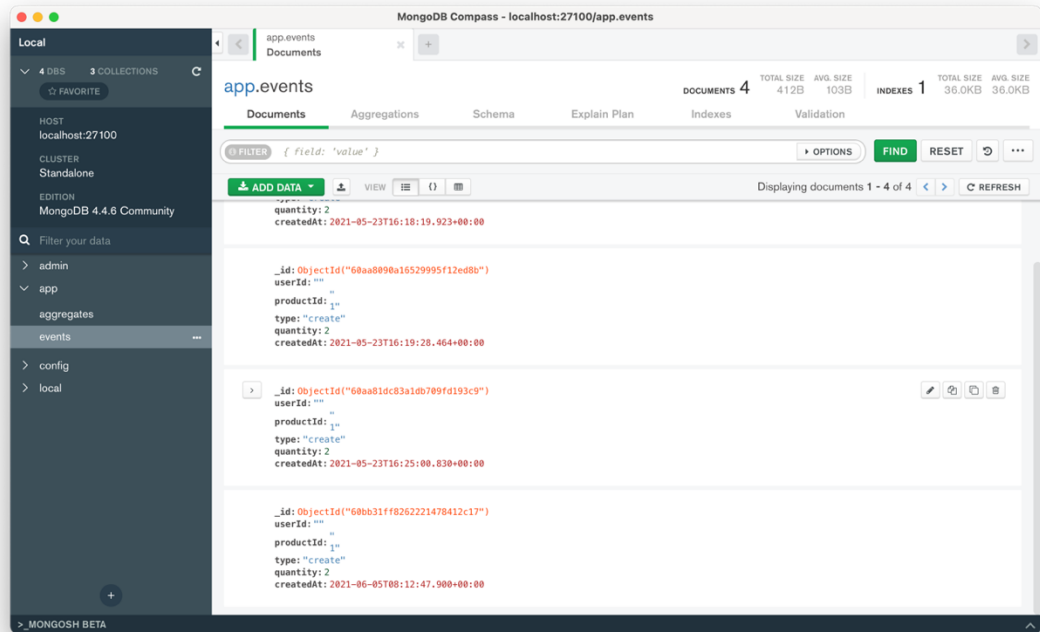 MongoDB Compass - localhost:27100/app.events
Local
4 DBS 3 COLLECTIONS
FAVORITE
HOST
localhost:27100
CLUSTER
Standalone
EDITION
MongoDB 4.4.6 Community
Filter your data
admin
app
aggregates
events
config
local
>_MONGOSH BETA
app.events
Documents
app.events
DOCUMENTS 4 TOTAL SIZE 412B AVG. SIZE 103B INDEXES 1 TOTAL SIZE 36.0KB AVG. SIZE 36.0KB
Documents Aggregations Schema Explain Plan Indexes Validation
FILTER { field: 'value' } OPTIONS FIND RESET
ADD DATA VIEW {} Displaying documents 1 - 4 of 4 REFRESH
quantity: 2
createdAt: 2021-05-23T16:18:19.923+00:00
_id: ObjectId("60aa8090a16529995f12ed8b")
userId: ""
productId: "
1"
type: "create"
quantity: 2
createdAt: 2021-05-23T16:19:28.464+00:00
_id: ObjectId("60aa81dc83a1db709fd193c9")
userId: ""
productId: "
1"
type: "create"
quantity: 2
createdAt: 2021-05-23T16:25:00.830+00:00
_id: ObjectId("60bb31ff8262221478412c17")
userId: ""
productId: "
1"
type: "create"
quantity: 2
createdAt: 2021-06-05T08:12:47.900+00:00